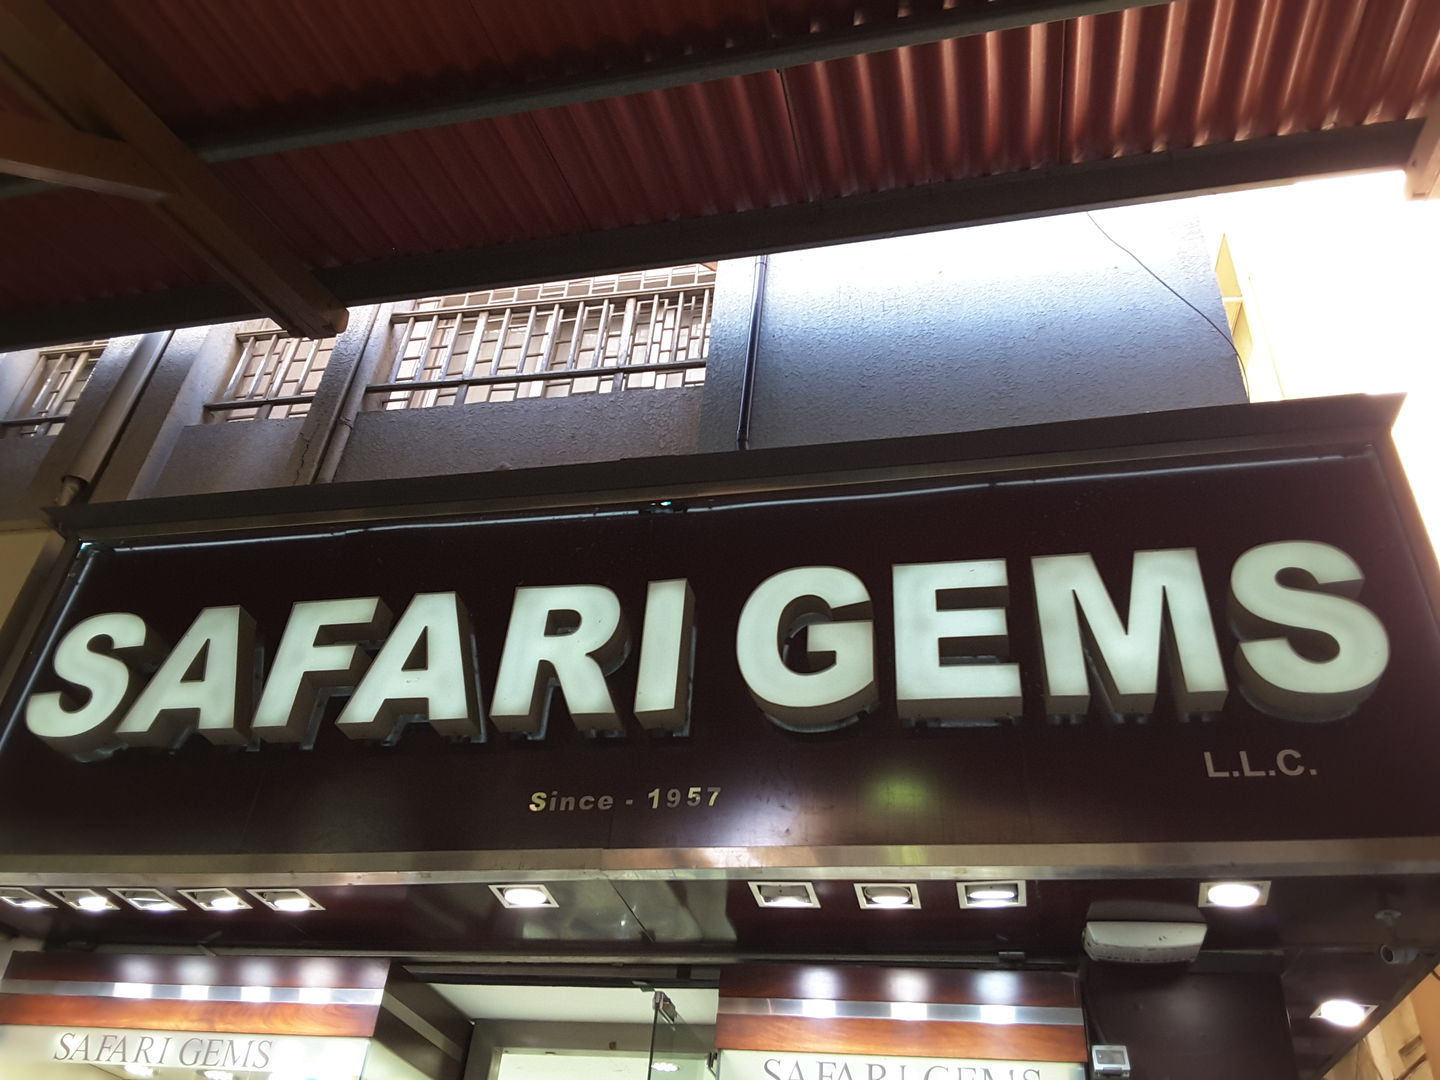 SAFARI GEMS
L.L.C.
Since - 1957
SAFARI GEMS
SAFARI GEMS